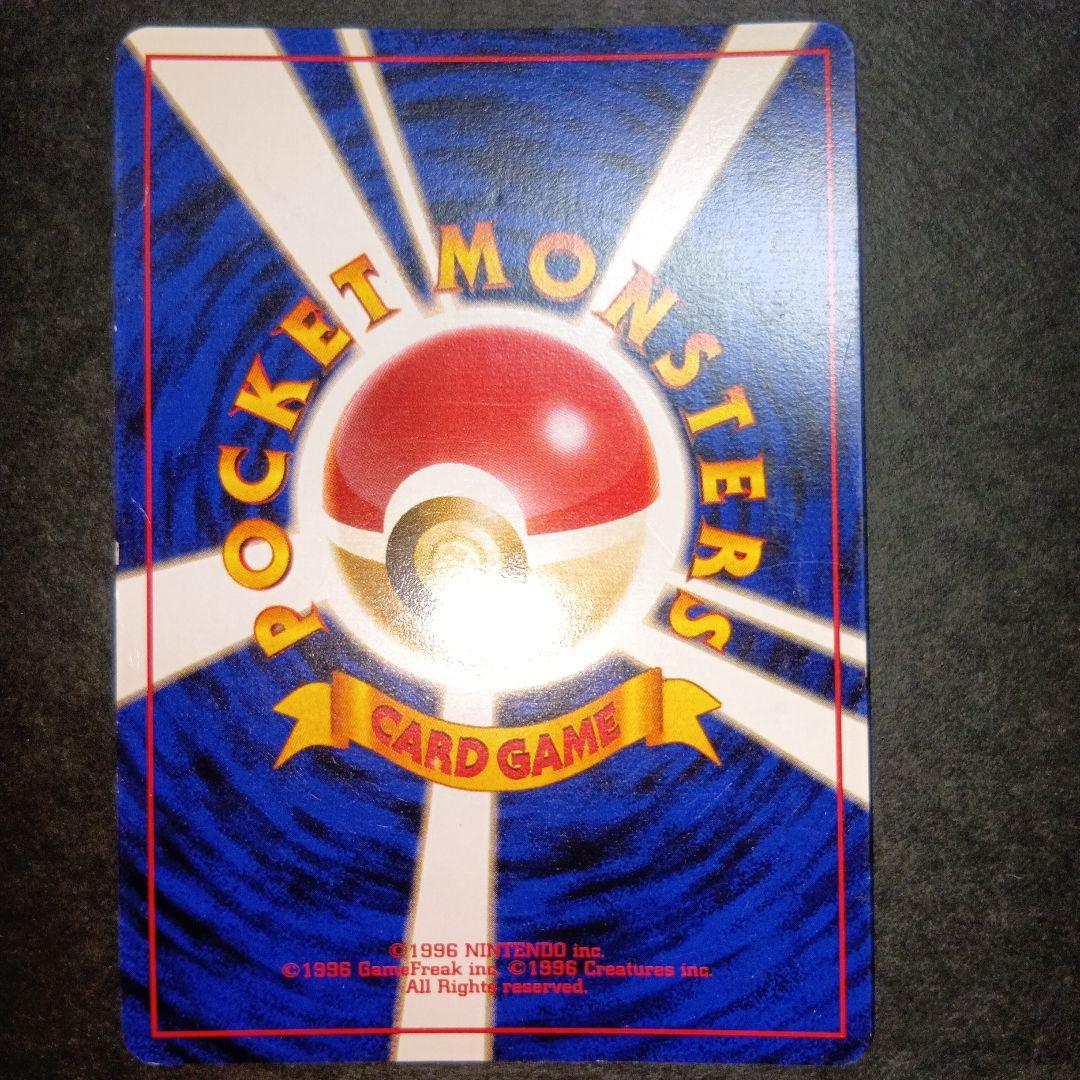 POCKET MONSTERS
CARD GAME
©1996 NINTENDO inc.
©1996 GameFreak inc. ©1996 Creatures inc.
All Rights reserved.